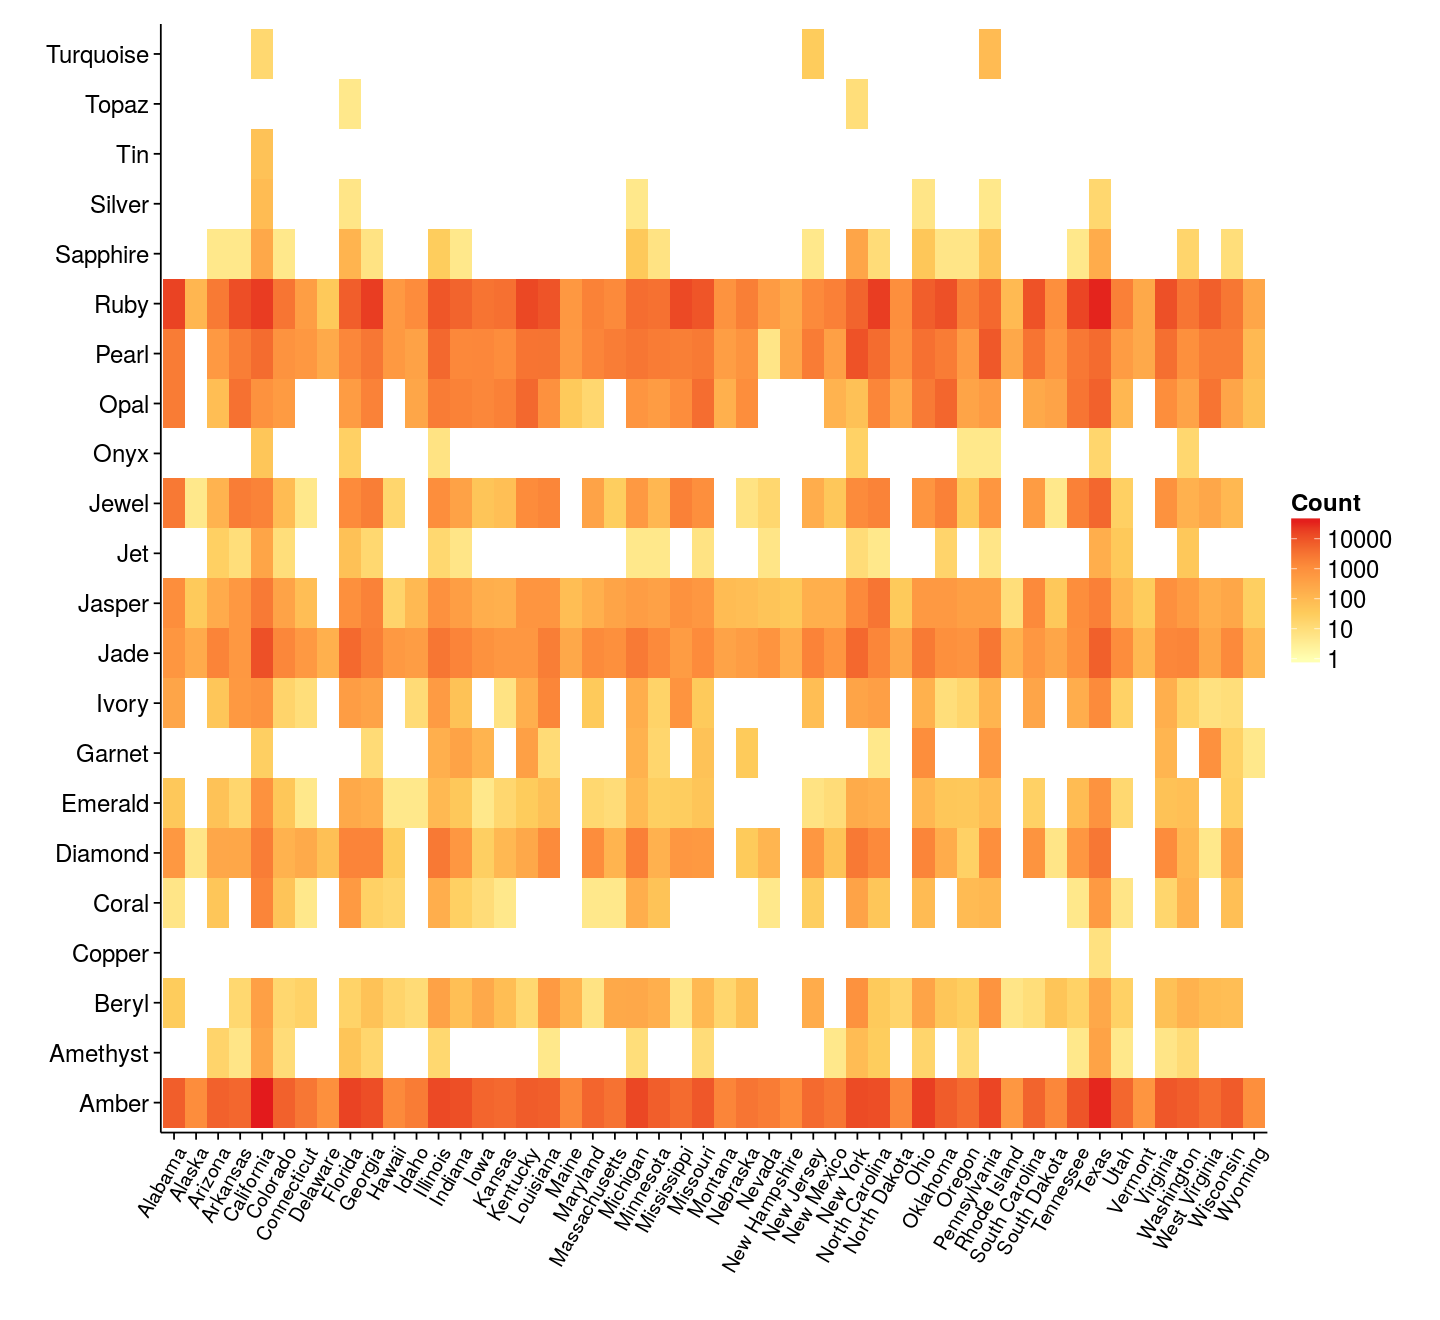 Turquoise
Topaz
Tin
Silver
Sapphire
Ruby
Pearl
Opal
Onyx
Jewel
Jet
Jasper
Jade
Ivory
Garnet
Emerald
Diamond
Coral
Copper
Beryl
Amethyst
Amber
Alabama
Alaska
Arizona
Arkansas
California
Colorado
Connecticut
Delaware
Florida
Georgia
Hawaii
Idaho
Illinois
Indiana
Iowa
Kansas
Kentucky
Louisiana
Maine
Maryland
Massachusetts
Michigan
Minnesota
Mississippi
Missouri
Montana
Nebraska
Nevada
New Hampshire
New Jersey
New Mexico
New York
North Carolina
North Dakota
Ohio
Oklahoma
Oregon
Pennsylvania
Rhode Island
South Carolina
South Dakota
Tennessee
Texas
Utah
Vermont
Virginia
Washington
West Virginia
Wisconsin
Wyoming
Count
10000
1000
100
10
1